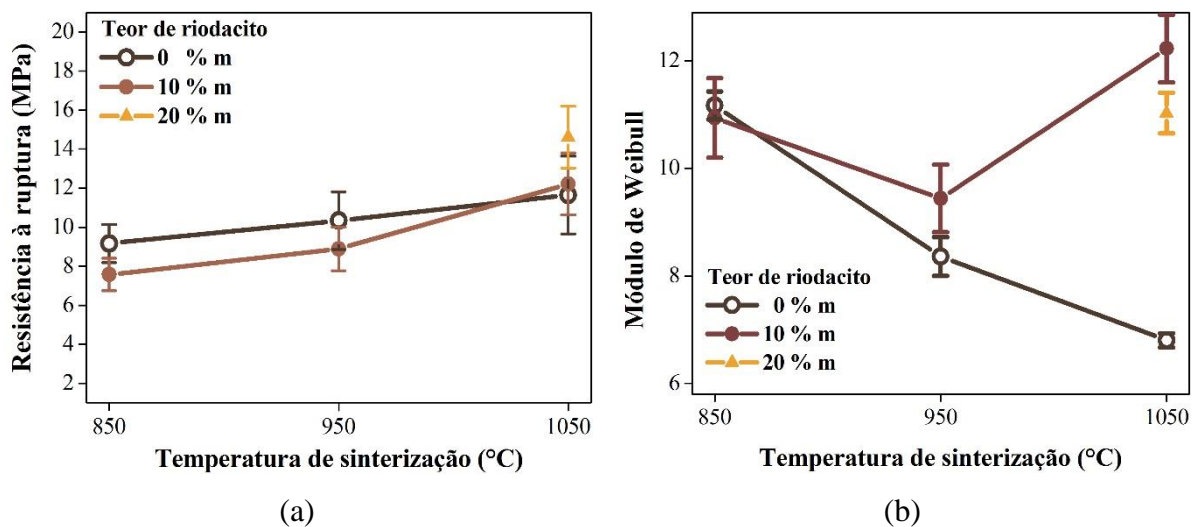 Resistência à ruptura (MPa)
20
18
16
14
12
10
8
6
4
2
Teor de riodacito
0 % m
10 % m
20 % m
850
950
1050
Temperatura de sinterização (°C)
(a)
Módulo de Weibull
12
10
8
6
Teor de riodacito
0 % m
10 % m
20 % m
850
950
1050
Temperatura de sinterização (°C)
(b)